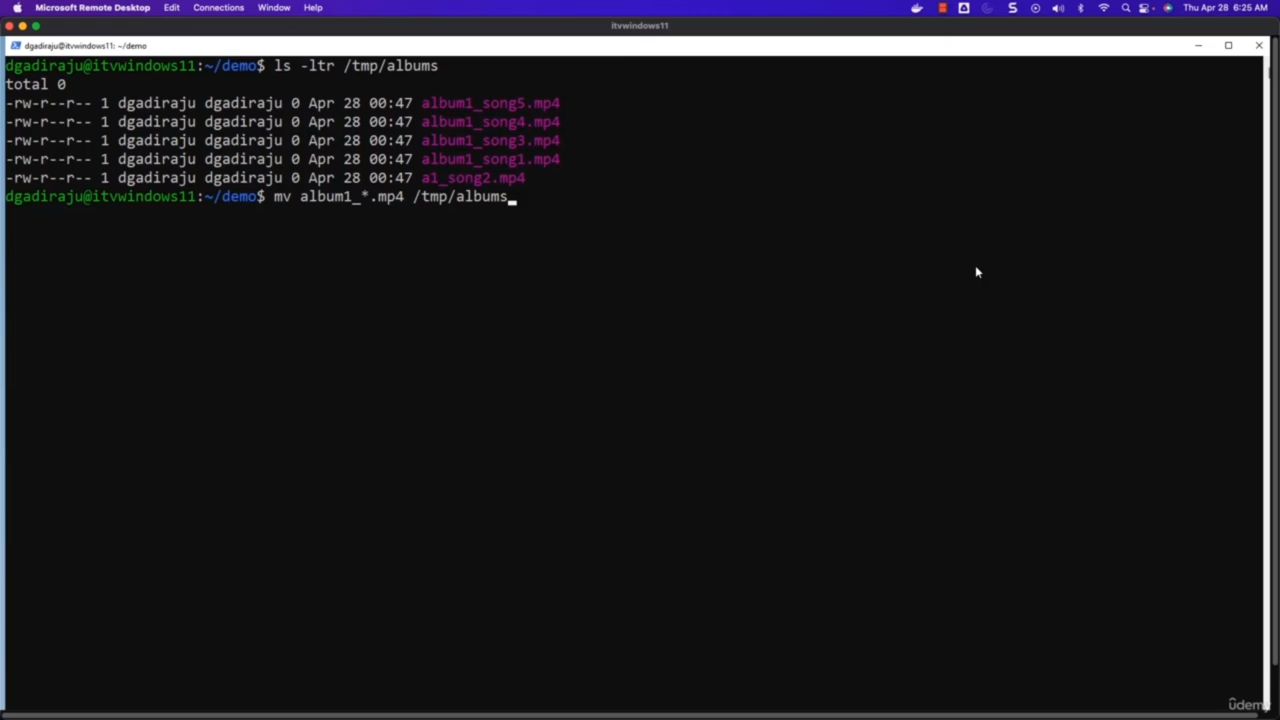 Microsoft Remote Desktop Edit Connections Window Help Thu Apr 28 6:25 AM
itvwindows11
dgadiraju@itvwindows11: ~/demo
dgadiraju@itvwindows11:~/demo$ ls -ltr /tmp/albums
total 0
-rw-r--r-- 1 dgadiraju dgadiraju 0 Apr 28 00:47 album1_song5.mp4
-rw-r--r-- 1 dgadiraju dgadiraju 0 Apr 28 00:47 album1_song4.mp4
-rw-r--r-- 1 dgadiraju dgadiraju 0 Apr 28 00:47 album1_song3.mp4
-rw-r--r-- 1 dgadiraju dgadiraju 0 Apr 28 00:47 album1_song1.mp4
-rw-r--r-- 1 dgadiraju dgadiraju 0 Apr 28 00:47 a1_song2.mp4
dgadiraju@itvwindows11:~/demo$ mv album1_*.mp4 /tmp/albums
ûdemy